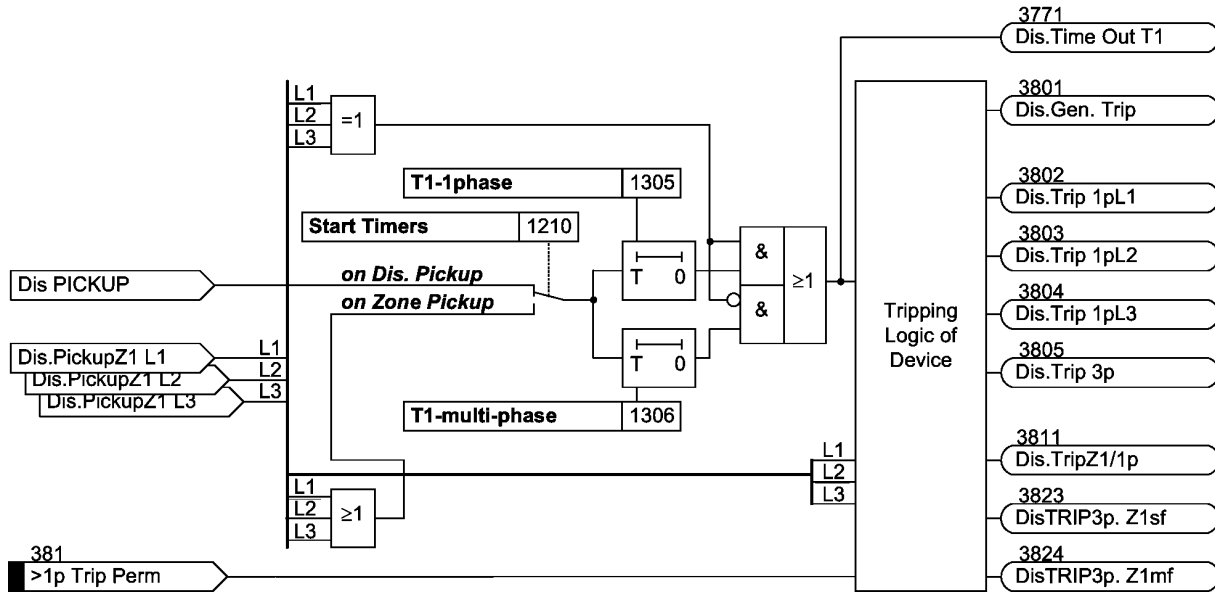 3771
Dis.Time Out T1
L1
L2
L3
=1
3801
Dis.Gen. Trip
T1-1phase 1305
3802
Dis.Trip 1pL1
Start Timers 1210
3803
Dis.Trip 1pL2
&
T 0
≥1
Dis PICKUP
on Dis. Pickup
on Zone Pickup
&
Tripping
Logic of
Device
3804
Dis.Trip 1pL3
3805
Dis.Trip 3p
T 0
Dis.PickupZ1 L1
Dis.PickupZ1 L2
Dis.PickupZ1 L3
L1
L2
L3
T1-multi-phase 1306
3811
Dis.TripZ1/1p
L1
L2
L3
L1
L2
L3
≥1
3823
DisTRIP3p. Z1sf
381
>1p Trip Perm
3824
DisTRIP3p. Z1mf